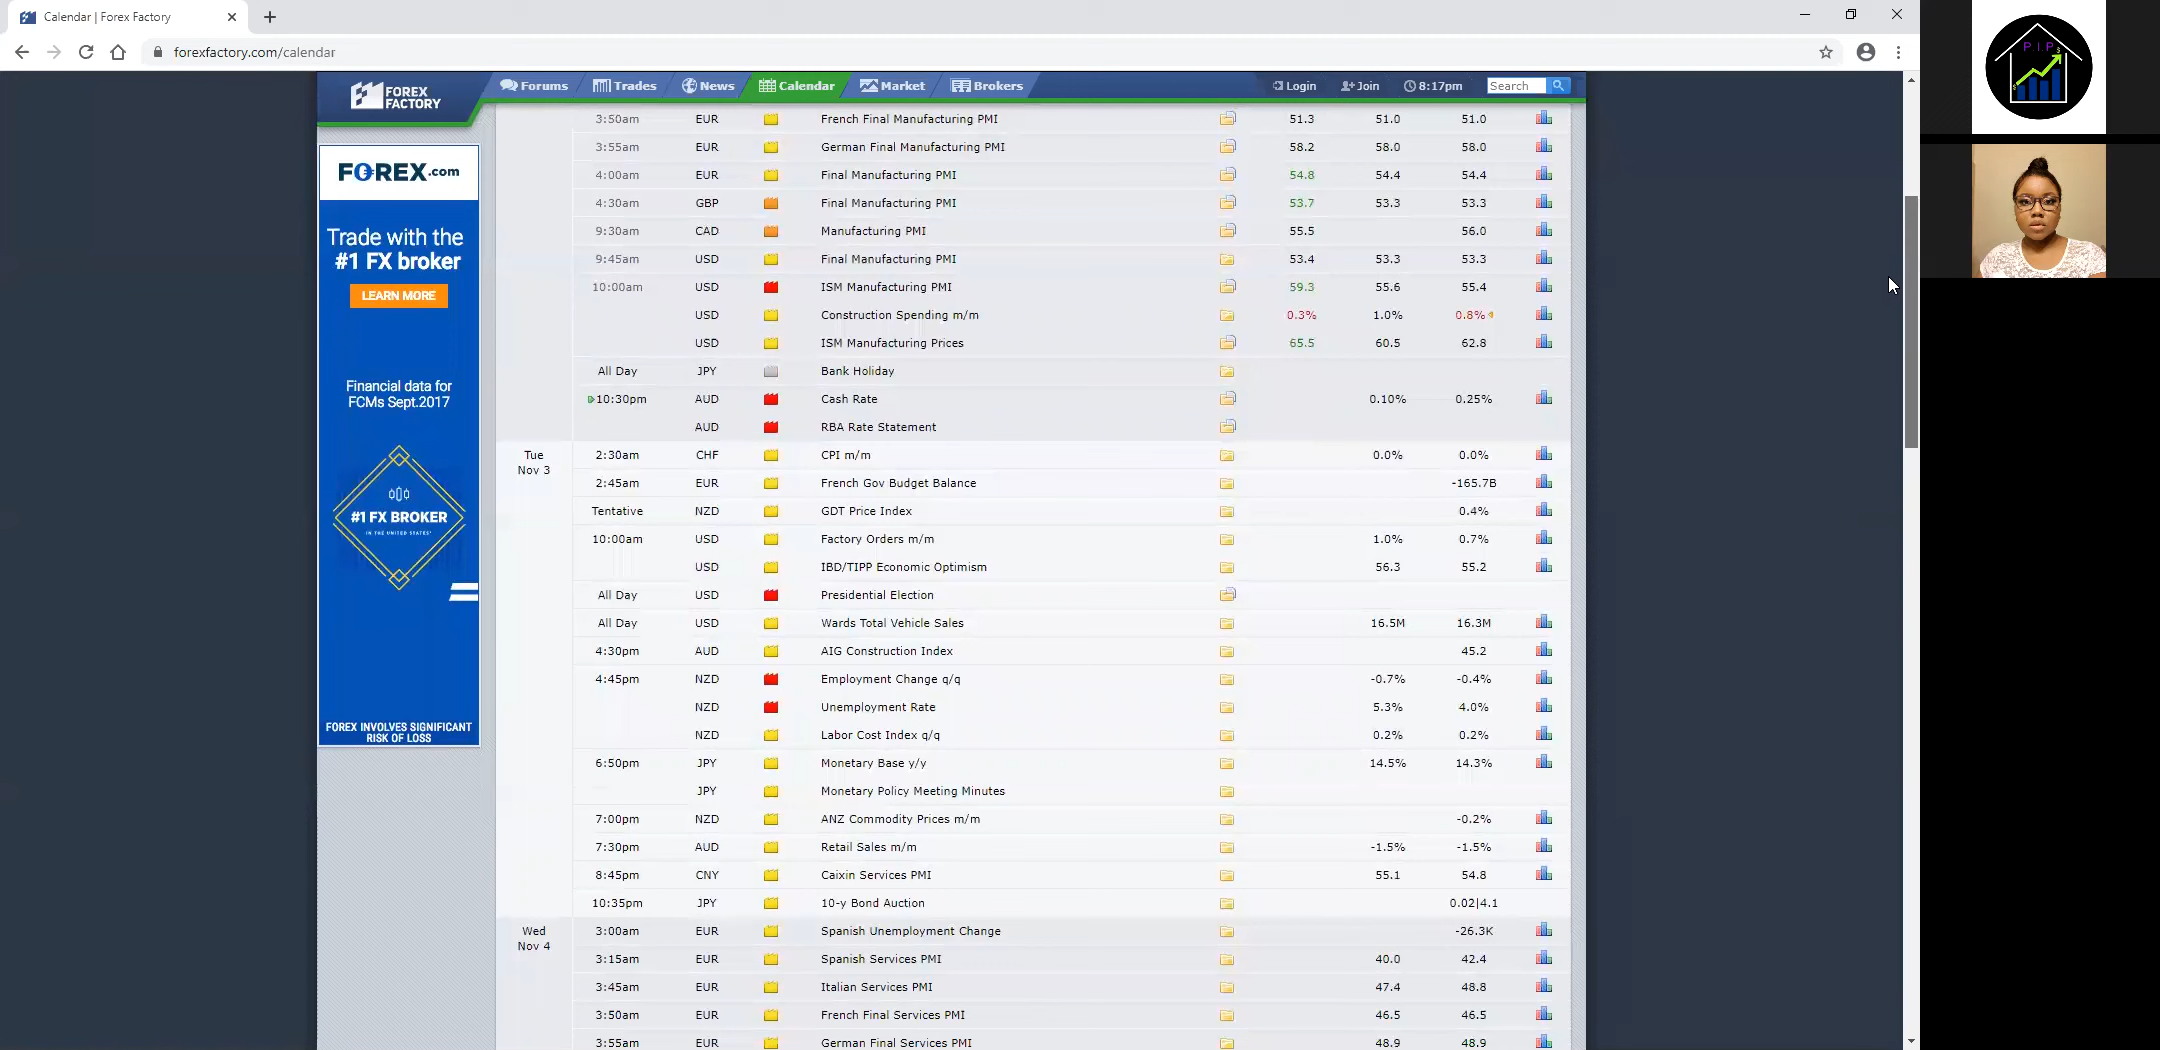 Calendar | Forex Factory
forexfactory.com/calendar
FOREX FACTORY Forums Trades News Calendar Market Brokers Login Join 8:17pm Search
3:50am EUR French Final Manufacturing PMI 51.3 51.0 51.0
3:55am EUR German Final Manufacturing PMI 58.2 58.0 58.0
4:00am EUR Final Manufacturing PMI 54.8 54.4 54.4
4:30am GBP Final Manufacturing PMI 53.7 53.3 53.3
9:30am CAD Manufacturing PMI 55.5 56.0
9:45am USD Final Manufacturing PMI 53.4 53.3 53.3
10:00am USD ISM Manufacturing PMI 59.3 55.6 55.4
USD Construction Spending m/m 0.3% 1.0% 0.8%
USD ISM Manufacturing Prices 65.5 60.5 62.8
All Day JPY Bank Holiday
10:30pm AUD Cash Rate 0.10% 0.25%
AUD RBA Rate Statement
Tue Nov 3 2:30am CHF CPI m/m 0.0% 0.0%
2:45am EUR French Gov Budget Balance -165.7B
Tentative NZD GDT Price Index 0.4%
10:00am USD Factory Orders m/m 1.0% 0.7%
USD IBD/TIPP Economic Optimism 56.3 55.2
All Day USD Presidential Election
All Day USD Wards Total Vehicle Sales 16.5M 16.3M
4:30pm AUD AIG Construction Index 45.2
4:45pm NZD Employment Change q/q -0.7% -0.4%
NZD Unemployment Rate 5.3% 4.0%
NZD Labor Cost Index q/q 0.2% 0.2%
6:50pm JPY Monetary Base y/y 14.5% 14.3%
JPY Monetary Policy Meeting Minutes
7:00pm NZD ANZ Commodity Prices m/m -0.2%
7:30pm AUD Retail Sales m/m -1.5% -1.5%
8:45pm CNY Caixin Services PMI 55.1 54.8
10:35pm JPY 10-y Bond Auction 0.02|4.1
Wed Nov 4 3:00am EUR Spanish Unemployment Change -26.3K
3:15am EUR Spanish Services PMI 40.0 42.4
3:45am EUR Italian Services PMI 47.4 48.8
3:50am EUR French Final Services PMI 46.5 46.5
3:55am EUR German Final Services PMI 48.9 48.9
FOREX.com
Trade with the
#1 FX broker
LEARN MORE
Financial data for
FCMs Sept.2017
#1 FX BROKER
IN THE UNITED STATES*
FOREX INVOLVES SIGNIFICANT
RISK OF LOSS
P.I.P